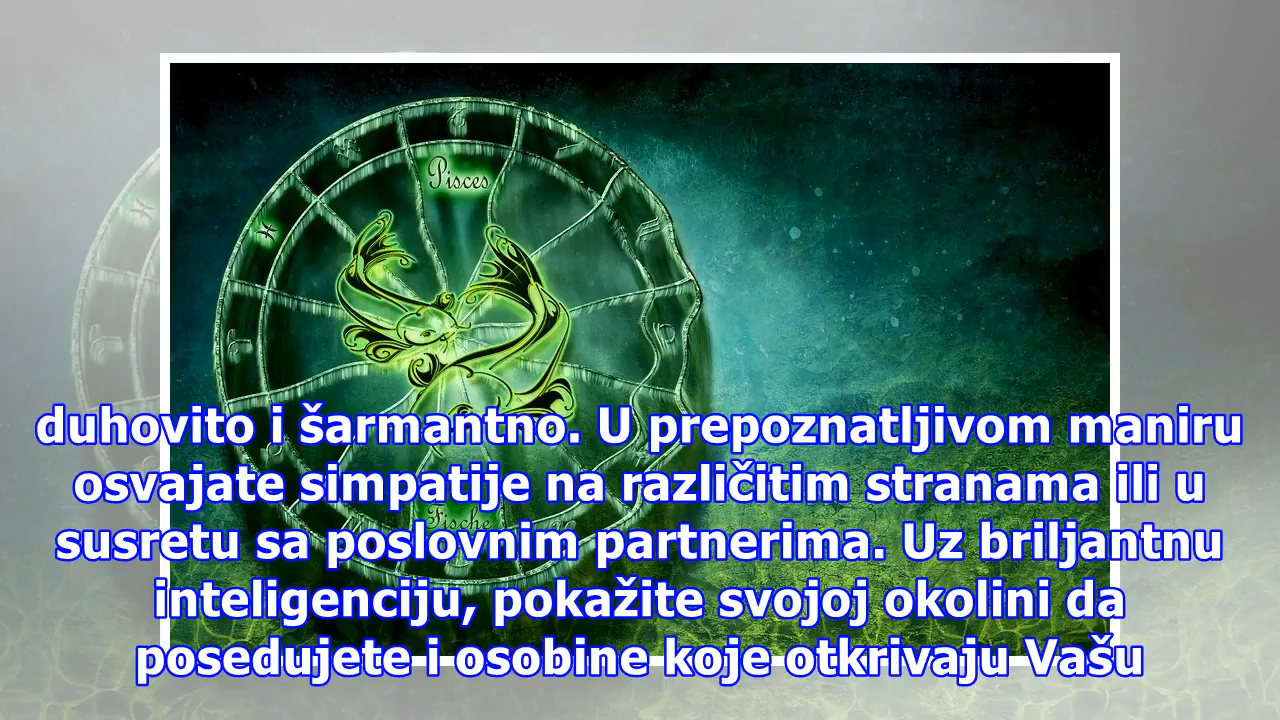 Pisces
duhovito i šarmantno. U prepoznatljivom maniru
osvajate simpatije na različitim stranama ili u
Fische
susretu sa poslovnim partnerima. Uz briljantnu
inteligenciju, pokažite svojoj okolini da
posedujete i osobine koje otkrivaju Vašu